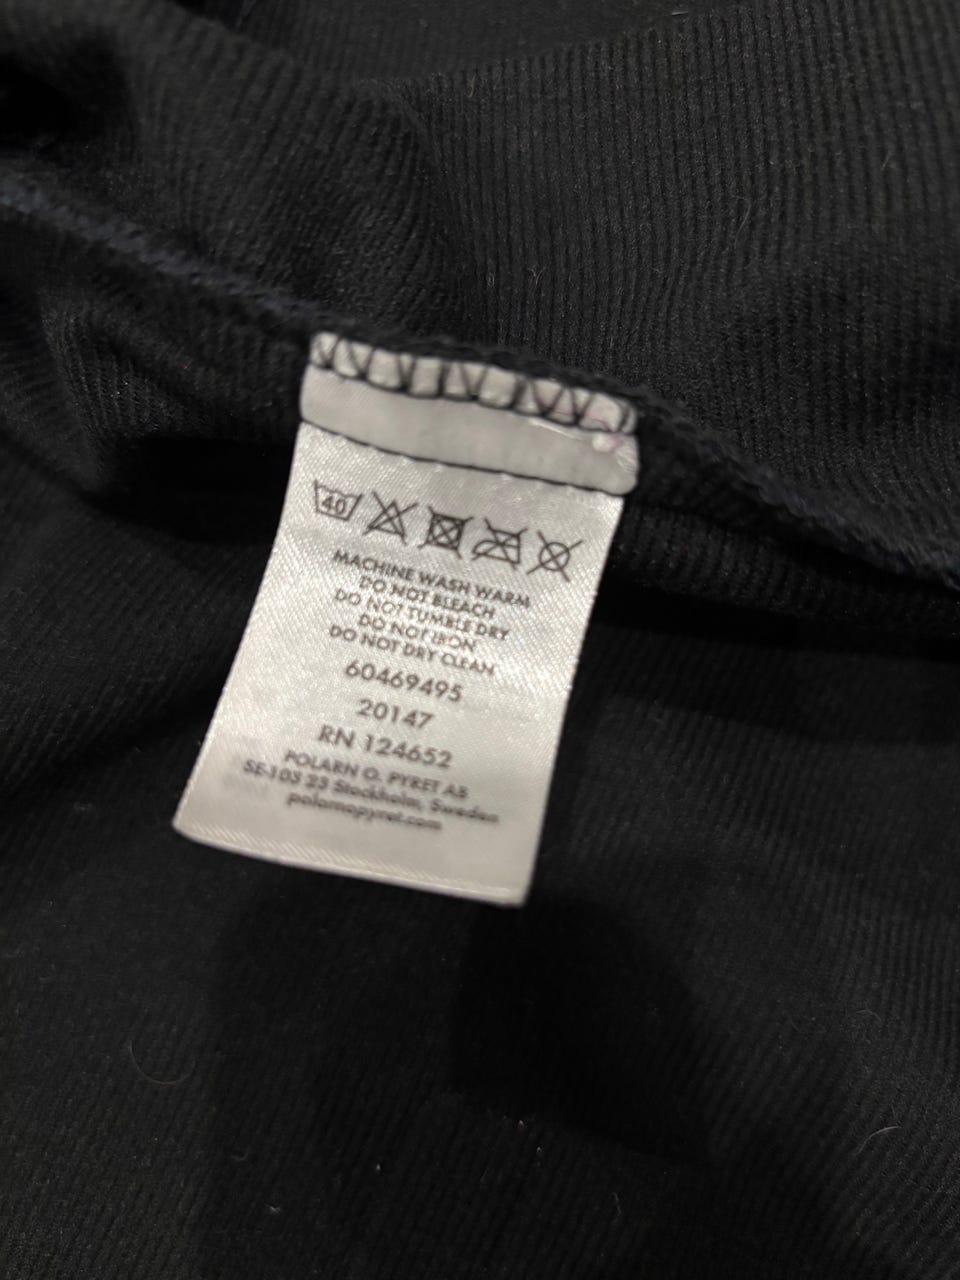 40
MACHINE WASH WARM
DO NOT BLEACH
DO NOT TUMBLE DRY
DO NOT IRON
DO NOT DRY CLEAN
60469495
20147
RN 124652
POLARN O. PYRET AB
SE-103 23 Stockholm, Sweden
polarnopyret.com